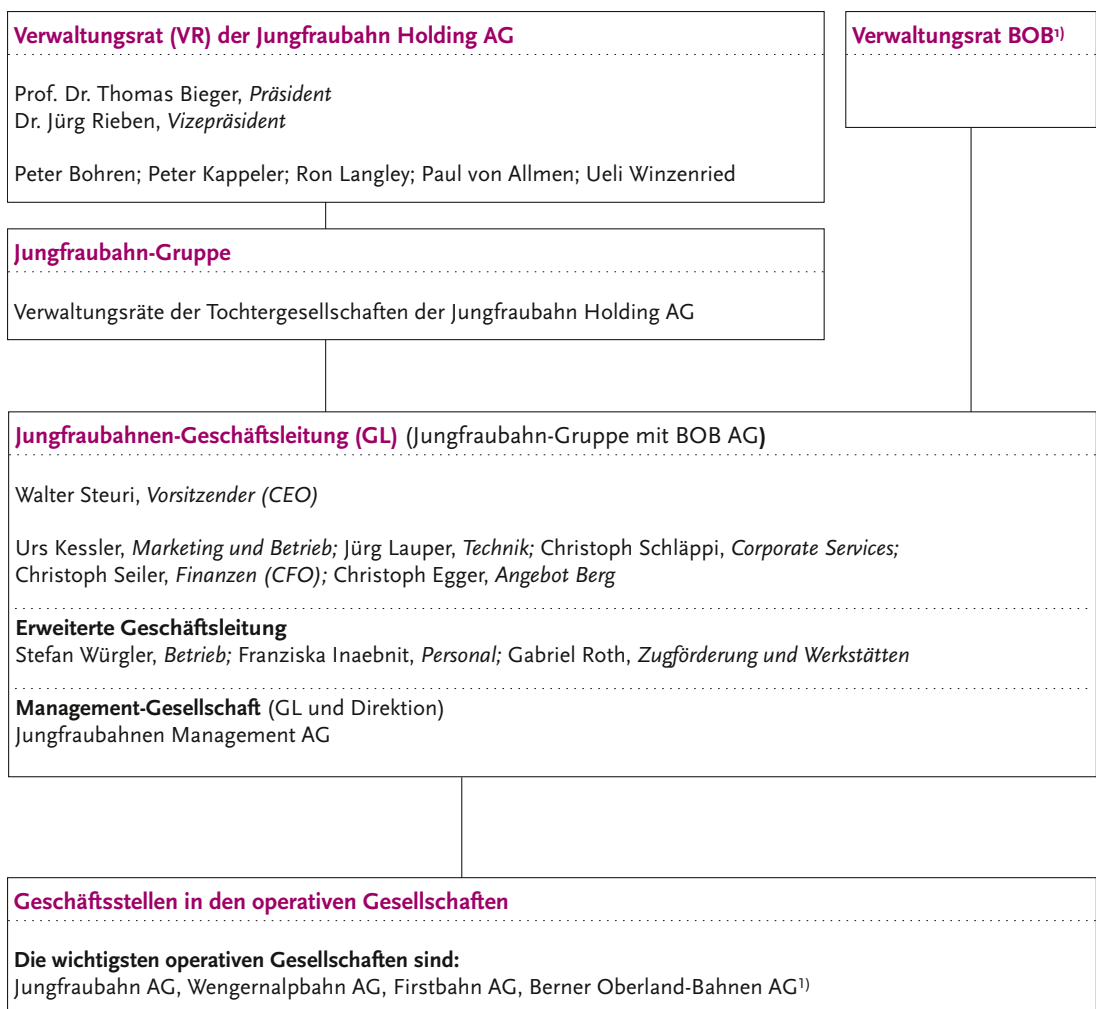 Verwaltungsrat (VR) der Jungfraubahn Holding AG
Prof. Dr. Thomas Bieger, Präsident
Dr. Jürg Rieben, Vizepräsident
Peter Bohren; Peter Kappeler; Ron Langley; Paul von Allmen; Ueli Winzenried
Verwaltungsrat BOB¹⁾
Jungfraubahn-Gruppe
Verwaltungsräte der Tochtergesellschaften der Jungfraubahn Holding AG
Jungfraubahnen-Geschäftsleitung (GL) (Jungfraubahn-Gruppe mit BOB AG)
Walter Steuri, Vorsitzender (CEO)
Urs Kessler, Marketing und Betrieb; Jürg Lauper, Technik; Christoph Schläppi, Corporate Services;
Christoph Seiler, Finanzen (CFO); Christoph Egger, Angebot Berg
Erweiterte Geschäftsleitung
Stefan Würgler, Betrieb; Franziska Inaebnit, Personal; Gabriel Roth, Zugförderung und Werkstätten
Management-Gesellschaft (GL und Direktion)
Jungfraubahnen Management AG
Geschäftsstellen in den operativen Gesellschaften
Die wichtigsten operativen Gesellschaften sind:
Jungfraubahn AG, Wengernalpbahn AG, Firstbahn AG, Berner Oberland-Bahnen AG¹⁾